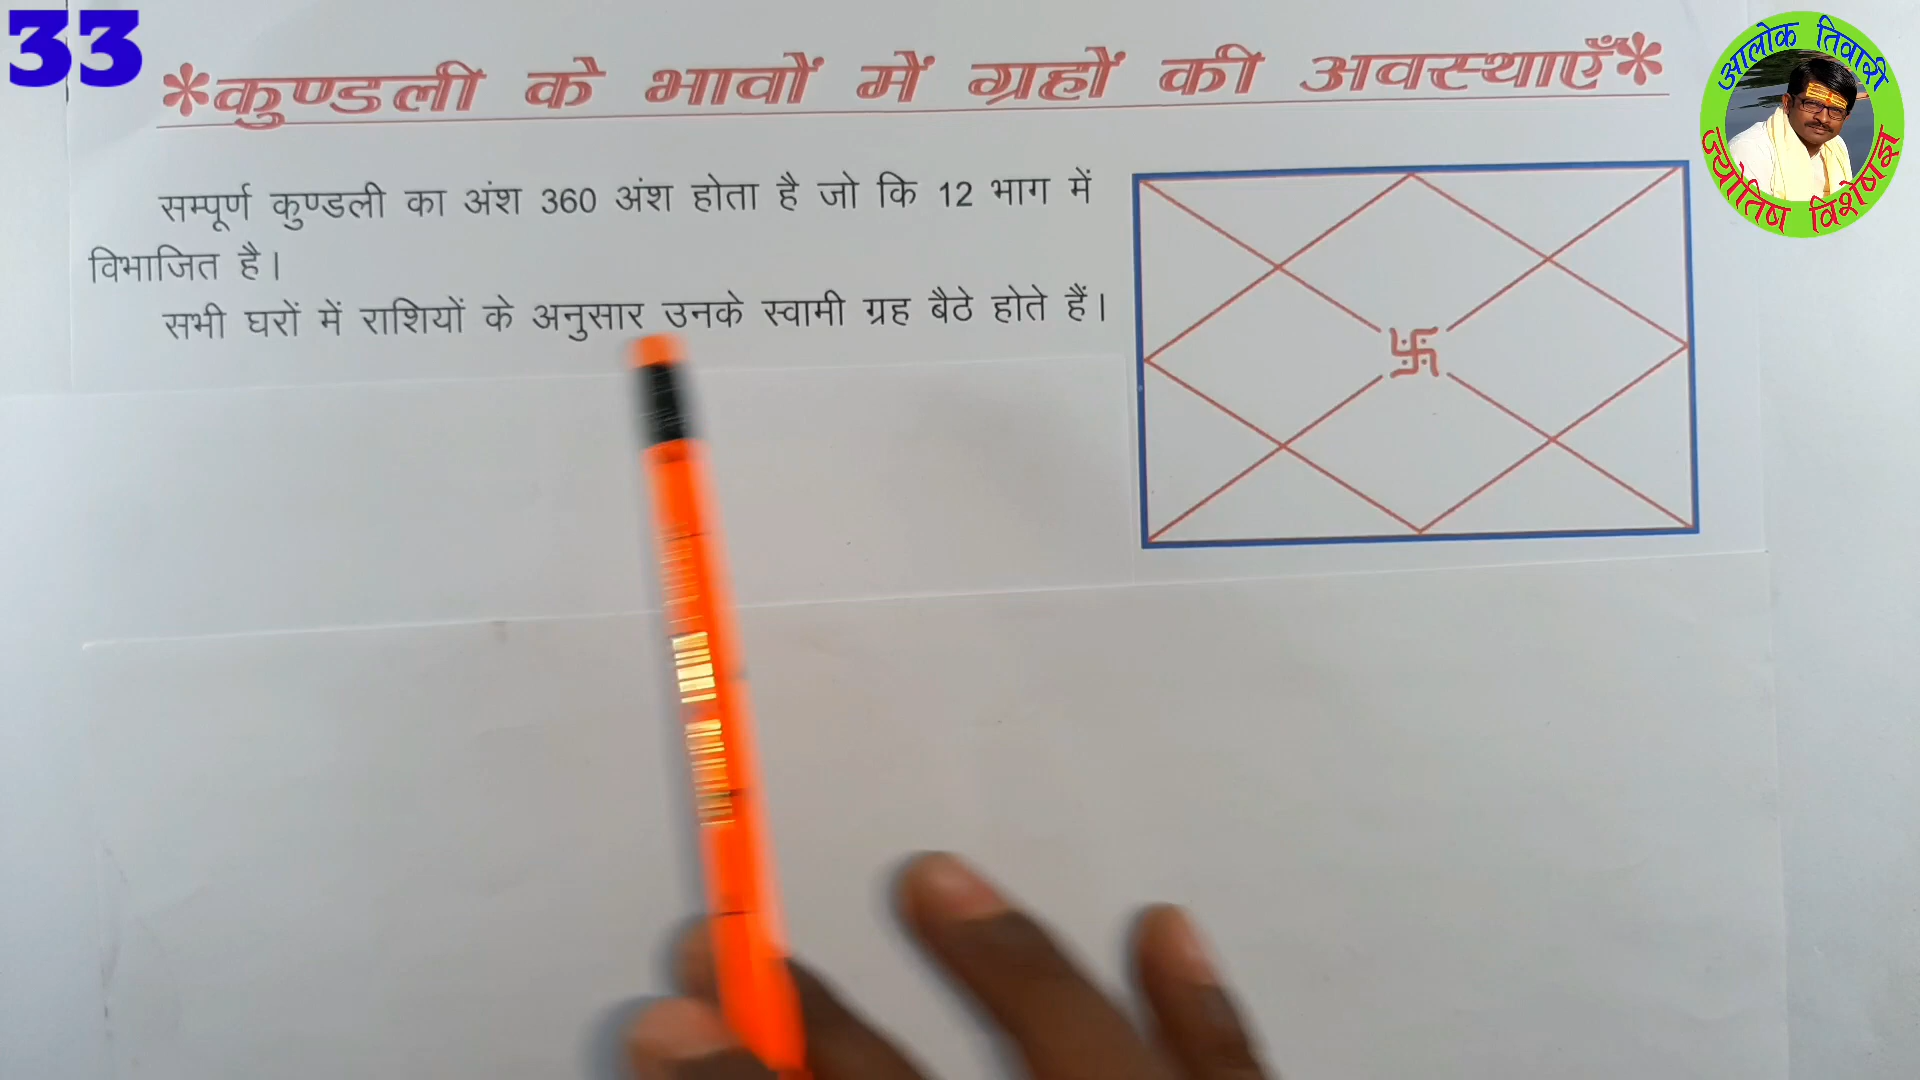 33
*कुण्डली के भावों में ग्रहों की अवस्थाएँ*
सम्पूर्ण कुण्डली का अंश 360 अंश होता है जो कि 12 भाग में
विभाजित है।
सभी घरों में राशियों के अनुसार उनके स्वामी ग्रह बैठे होते हैं।
आलोक तिवारी
ज्योतिष विशेषज्ञ